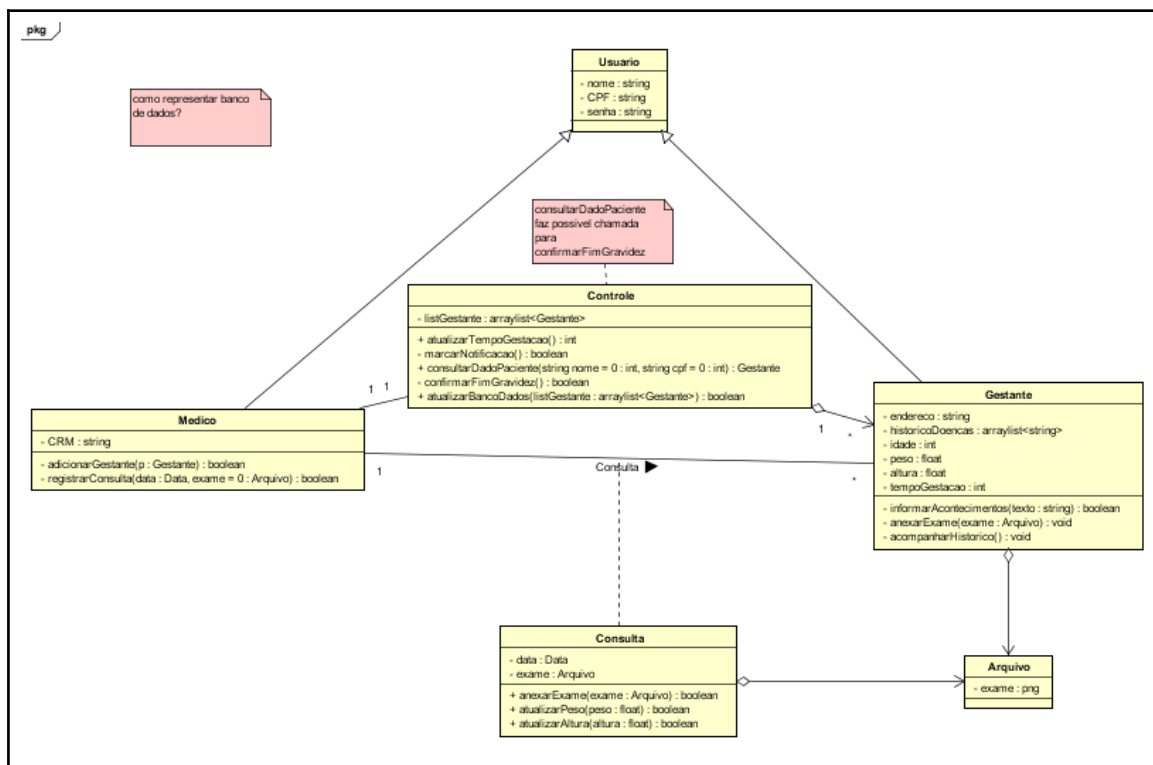 pkg
Usuario
- nome : string
- CPF : string
- senha : string
como representar banco
de dados?
consultarDadoPaciente
faz possivel chamada
para
confirmarFimGravidez
Controle
- listGestante : arraylist<Gestante>
+ atualizarTempoGestacao() : int
- marcarNotificacao() : boolean
+ consultarDadoPaciente(string nome = 0 : int, string cpf = 0 : int) : Gestante
- confirmarFimGravidez() : boolean
+ atualizarBancoDados(listGestante : arraylist<Gestante>) : boolean
1
1
1
*
Medico
- CRM : string
- adicionarGestante(p : Gestante) : boolean
- registrarConsulta(data : Data, exame = 0 : Arquivo) : boolean
Gestante
- endereco : string
- historicoDoencas : arraylist<string>
- idade : int
- peso : float
- altura : float
- tempoGestacao : int
- informarAcontecimentos(texto : string) : boolean
- anexarExame(exame : Arquivo) : void
- acompanharHistorico() : void
1
Consulta
*
Consulta
- data : Data
- exame : Arquivo
+ anexarExame(exame : Arquivo) : boolean
+ atualizarPeso(peso : float) : boolean
+ atualizarAltura(altura : float) : boolean
Arquivo
- exame : png